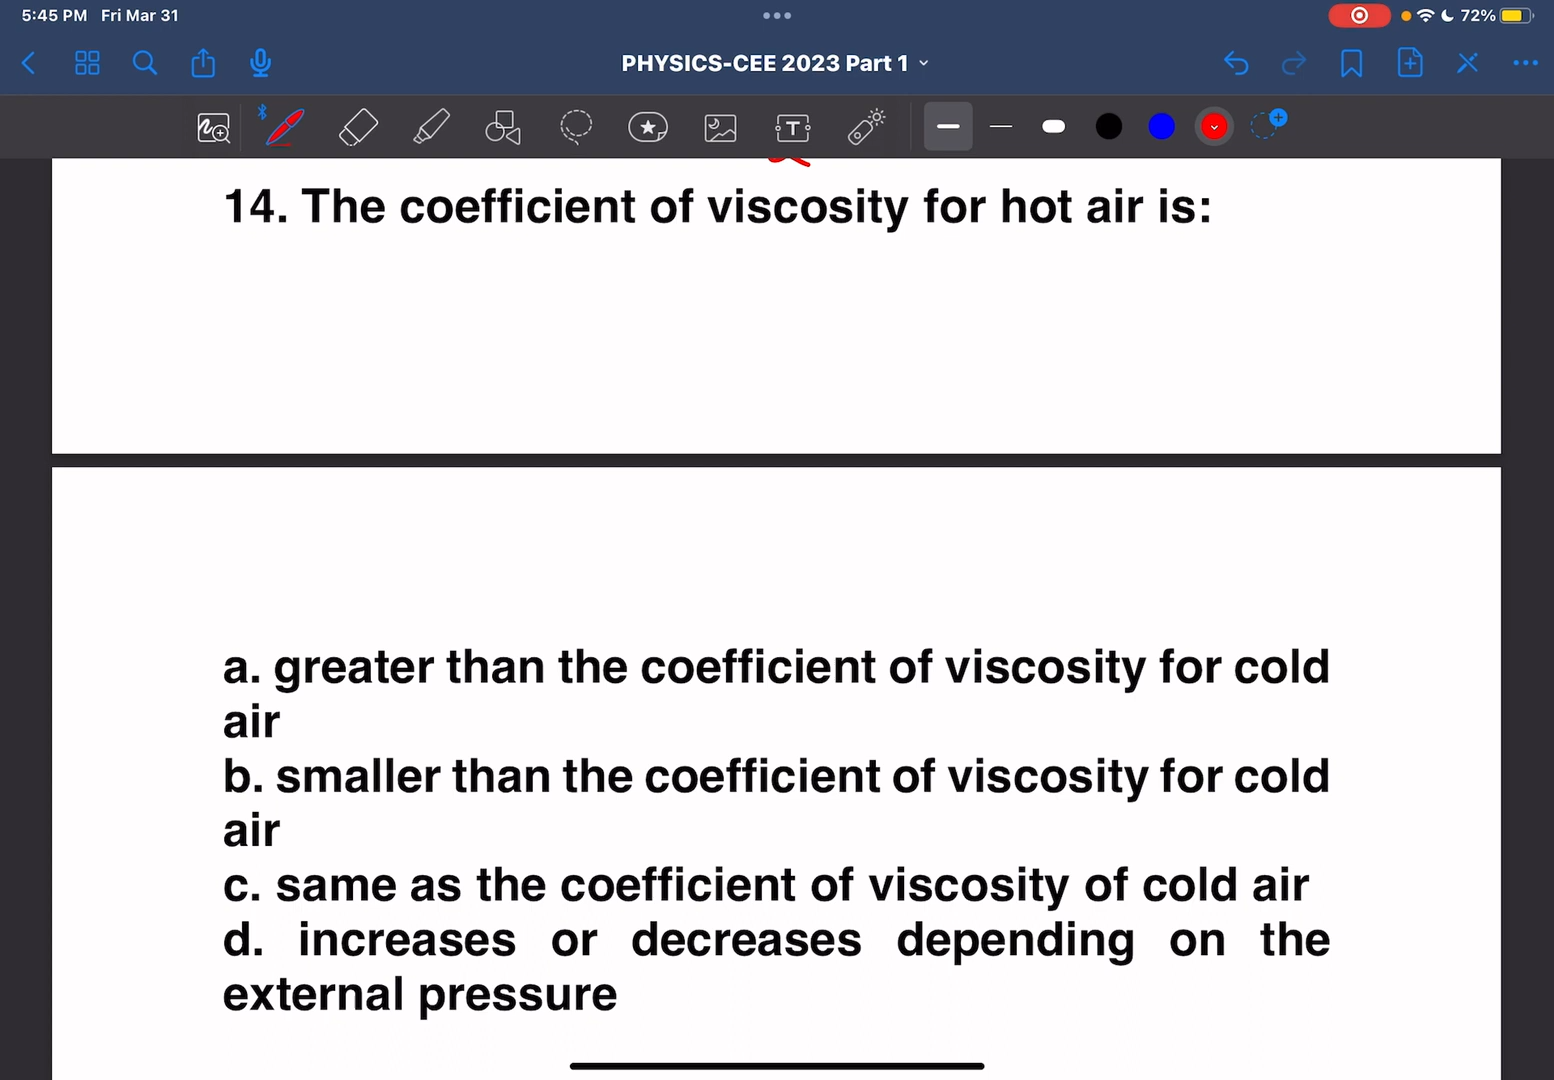 5:45 PM Fri Mar 31
72%
PHYSICS-CEE 2023 Part 1
T
14. The coefficient of viscosity for hot air is:
a. greater than the coefficient of viscosity for cold
air
b. smaller than the coefficient of viscosity for cold
air
c. same as the coefficient of viscosity of cold air
d. increases or decreases depending on the
external pressure